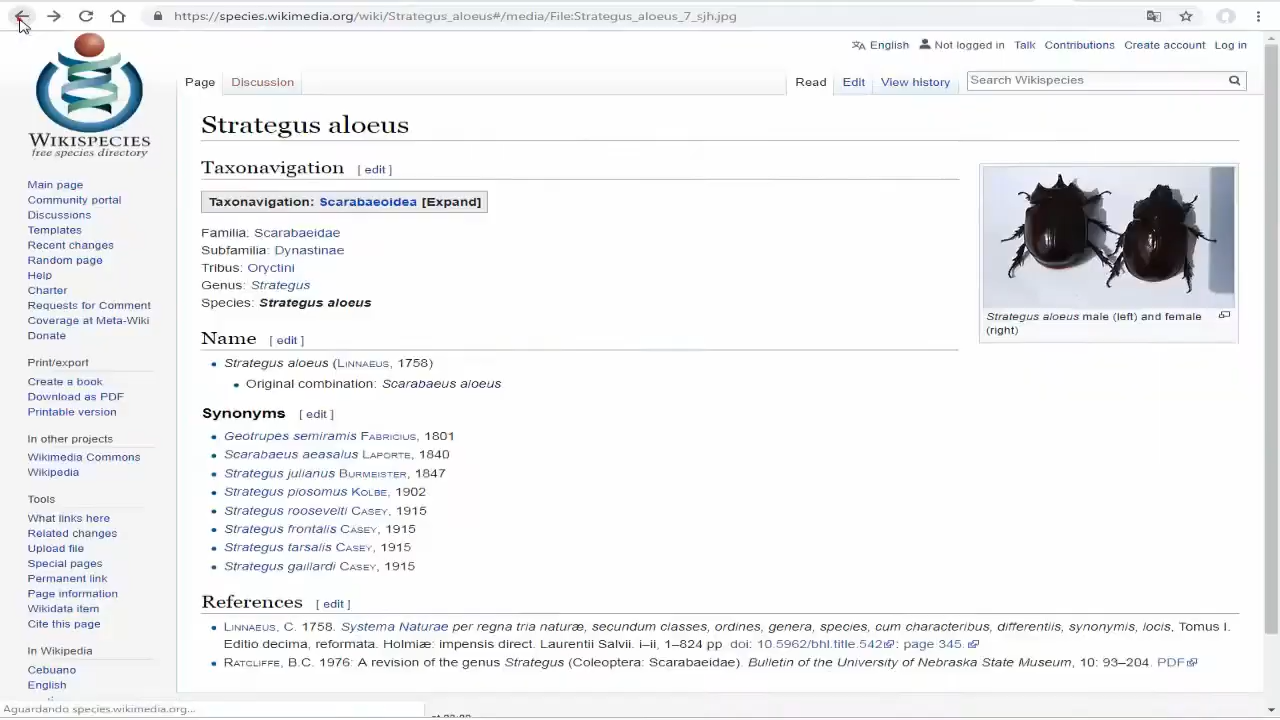 https://species.wikimedia.org/wiki/Strategus_aloeus#/media/File:Strategus_aloeus_7_sjh.jpg
English Not logged in Talk Contributions Create account Log in
Page Discussion Read Edit View history Search Wikispecies
WIKISPECIES
free species directory
Main page
Community portal
Discussions
Templates
Recent changes
Random page
Help
Charter
Requests for Comment
Coverage at Meta-Wiki
Donate
Print/export
Create a book
Download as PDF
Printable version
In other projects
Wikimedia Commons
Wikipedia
Tools
What links here
Related changes
Upload file
Special pages
Permanent link
Page information
Wikidata item
Cite this page
In Wikipedia
Cebuano
English
Strategus aloeus
Taxonavigation [ edit ]
Taxonavigation: Scarabaeoidea [Expand]
Familia: Scarabaeidae
Subfamilia: Dynastinae
Tribus: Oryctini
Genus: Strategus
Species: Strategus aloeus
Strategus aloeus male (left) and female
(right)
Name [ edit ]
Strategus aloeus (LINNAEUS, 1758)
Original combination: Scarabaeus aloeus
Synonyms [ edit ]
Geotrupes semiramis FABRICIUS, 1801
Scarabaeus aeasalus LAPORTE, 1840
Strategus julianus BURMEISTER, 1847
Strategus piosomus KOLBE, 1902
Strategus roosevelti CASEY, 1915
Strategus frontalis CASEY, 1915
Strategus tarsalis CASEY, 1915
Strategus gaillardi CASEY, 1915
References [ edit ]
LINNAEUS, C. 1758. Systema Naturae per regna tria naturæ, secundum classes, ordines, genera, species, cum characteribus, differentiis, synonymis, locis, Tomus I.
Editio decima, reformata. Holmiæ: impensis direct. Laurentii Salvii. i–ii, 1–824 pp doi: 10.5962/bhl.title.542: page 345.
RATCLIFFE, B.C. 1976: A revision of the genus Strategus (Coleoptera: Scarabaeidae). Bulletin of the University of Nebraska State Museum, 10: 93–204. PDF
Aguardando species.wikimedia.org...